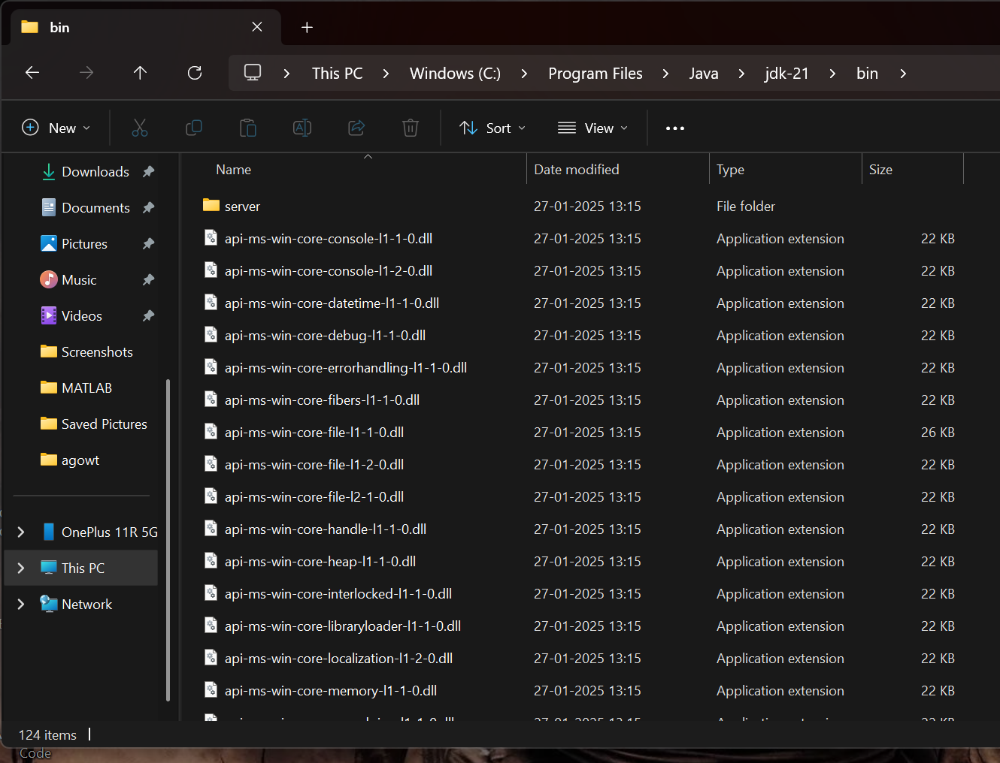 bin
This PC > Windows (C:) > Program Files > Java > jdk-21 > bin >
New Sort View
Name Date modified Type Size
Downloads
Documents
Pictures
Music
Videos
Screenshots
MATLAB
Saved Pictures
agowt
OnePlus 11R 5G
This PC
Network
server 27-01-2025 13:15 File folder
api-ms-win-core-console-l1-1-0.dll 27-01-2025 13:15 Application extension 22 KB
api-ms-win-core-console-l1-2-0.dll 27-01-2025 13:15 Application extension 22 KB
api-ms-win-core-datetime-l1-1-0.dll 27-01-2025 13:15 Application extension 22 KB
api-ms-win-core-debug-l1-1-0.dll 27-01-2025 13:15 Application extension 22 KB
api-ms-win-core-errorhandling-l1-1-0.dll 27-01-2025 13:15 Application extension 22 KB
api-ms-win-core-fibers-l1-1-0.dll 27-01-2025 13:15 Application extension 22 KB
api-ms-win-core-file-l1-1-0.dll 27-01-2025 13:15 Application extension 26 KB
api-ms-win-core-file-l1-2-0.dll 27-01-2025 13:15 Application extension 22 KB
api-ms-win-core-file-l2-1-0.dll 27-01-2025 13:15 Application extension 22 KB
api-ms-win-core-handle-l1-1-0.dll 27-01-2025 13:15 Application extension 22 KB
api-ms-win-core-heap-l1-1-0.dll 27-01-2025 13:15 Application extension 22 KB
api-ms-win-core-interlocked-l1-1-0.dll 27-01-2025 13:15 Application extension 22 KB
api-ms-win-core-libraryloader-l1-1-0.dll 27-01-2025 13:15 Application extension 22 KB
api-ms-win-core-localization-l1-2-0.dll 27-01-2025 13:15 Application extension 22 KB
api-ms-win-core-memory-l1-1-0.dll 27-01-2025 13:15 Application extension 22 KB
124 items
Code